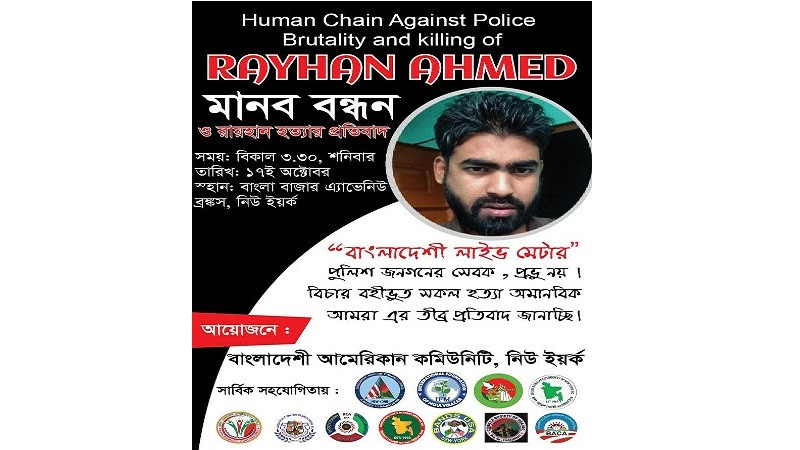 Human Chain Against Police
Brutality and killing of
RAYHAN AHMED
মানব বন্ধন
ও রায়হান হত্যার প্রতিবাদ
সময়: বিকাল ৩.৩০, শনিবার
তারিখ: ১৭ই অক্টোবর
স্হান: বাংলা বাজার এ্যাভেনিউ
ব্রঙ্কস, নিউ ইয়র্ক
“বাংলাদেশী লাইভ মেটার”
পুলিশ জনগনের সেবক , প্রভু নয় ।
বিচার বহীর্ভুত সকল হত্যা অমানবিক
আমরা এর তীব্র প্রতিবাদ জানাচ্ছি।
আয়োজনে :
বাংলাদেশী আমেরিকান কমিউনিটি, নিউ ইয়র্ক
সার্বিক সহযোগিতায় :
BACA